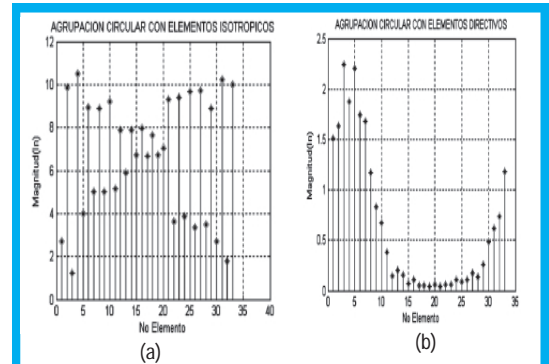 AGRUPACION CIRCULAR CON ELEMENTOS ISOTROPICOS
12
10
8
6
4
2
0
Magnitud(In)
0 5 10 15 20 25 30 35 40
No Elemento
(a)
AGRUPACION CIRCULAR CON ELEMENTOS DIRECTIVOS
2.5
2
1.5
1
0.5
0
Magnitud(In)
0 5 10 15 20 25 30 35
No Elemento
(b)